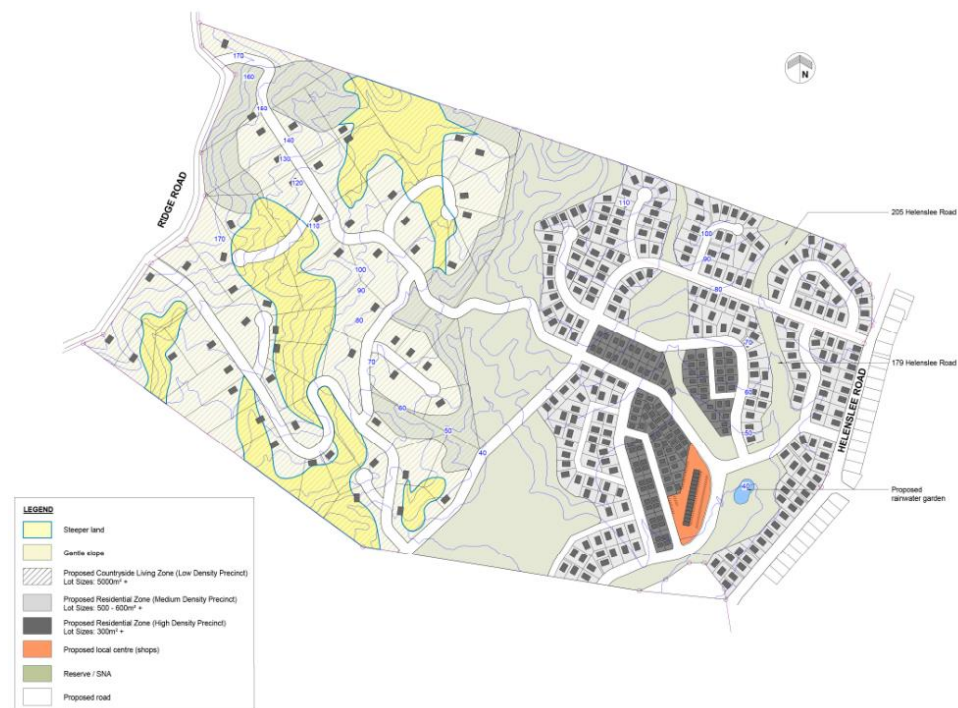 170
160
N
150
140
130
120
RIDGE ROAD
110
170
110
100
205 Helenslee Road
90
100
90
80
80
70
179 Helenslee Road
70
60
HELENSLEE ROAD
60
50
50
40
40
Proposed
rainwater garden
LEGEND
Steeper land
Gentle slope
Proposed Countryside Living Zone (Low Density Precinct)
Lot Sizes: 5000m² +
Proposed Residential Zone (Medium Density Precinct)
Lot Sizes: 500 - 600m² +
Proposed Residential Zone (High Density Precinct)
Lot Sizes: 300m² +
Proposed local centre (shops)
Reserve / SNA
Proposed road